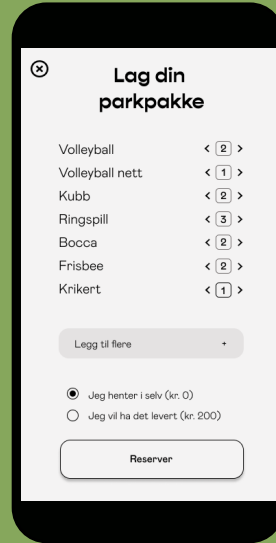 Lag din
parkpakke
Volleyball < 2 >
Volleyball nett < 1 >
Kubb < 2 >
Ringspill < 3 >
Bocca < 2 >
Frisbee < 2 >
Krikert < 1 >
Legg til flere +
Jeg henter i selv (kr. 0)
Jeg vil ha det levert (kr. 200)
Reserver